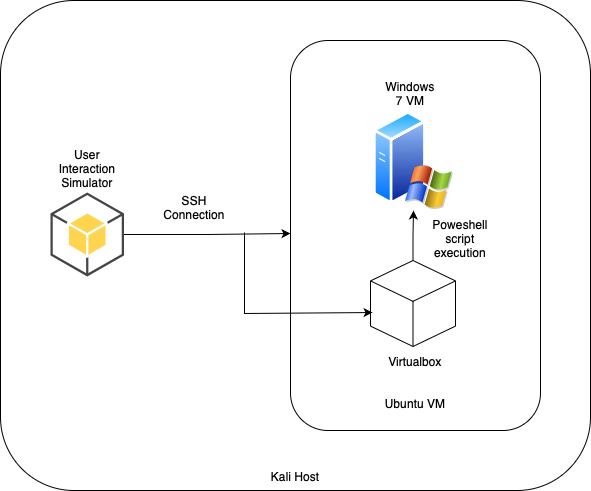 Windows
7 VM
User
Interaction
Simulator
SSH
Connection
Poweshell
script
execution
Virtualbox
Ubuntu VM
Kali Host